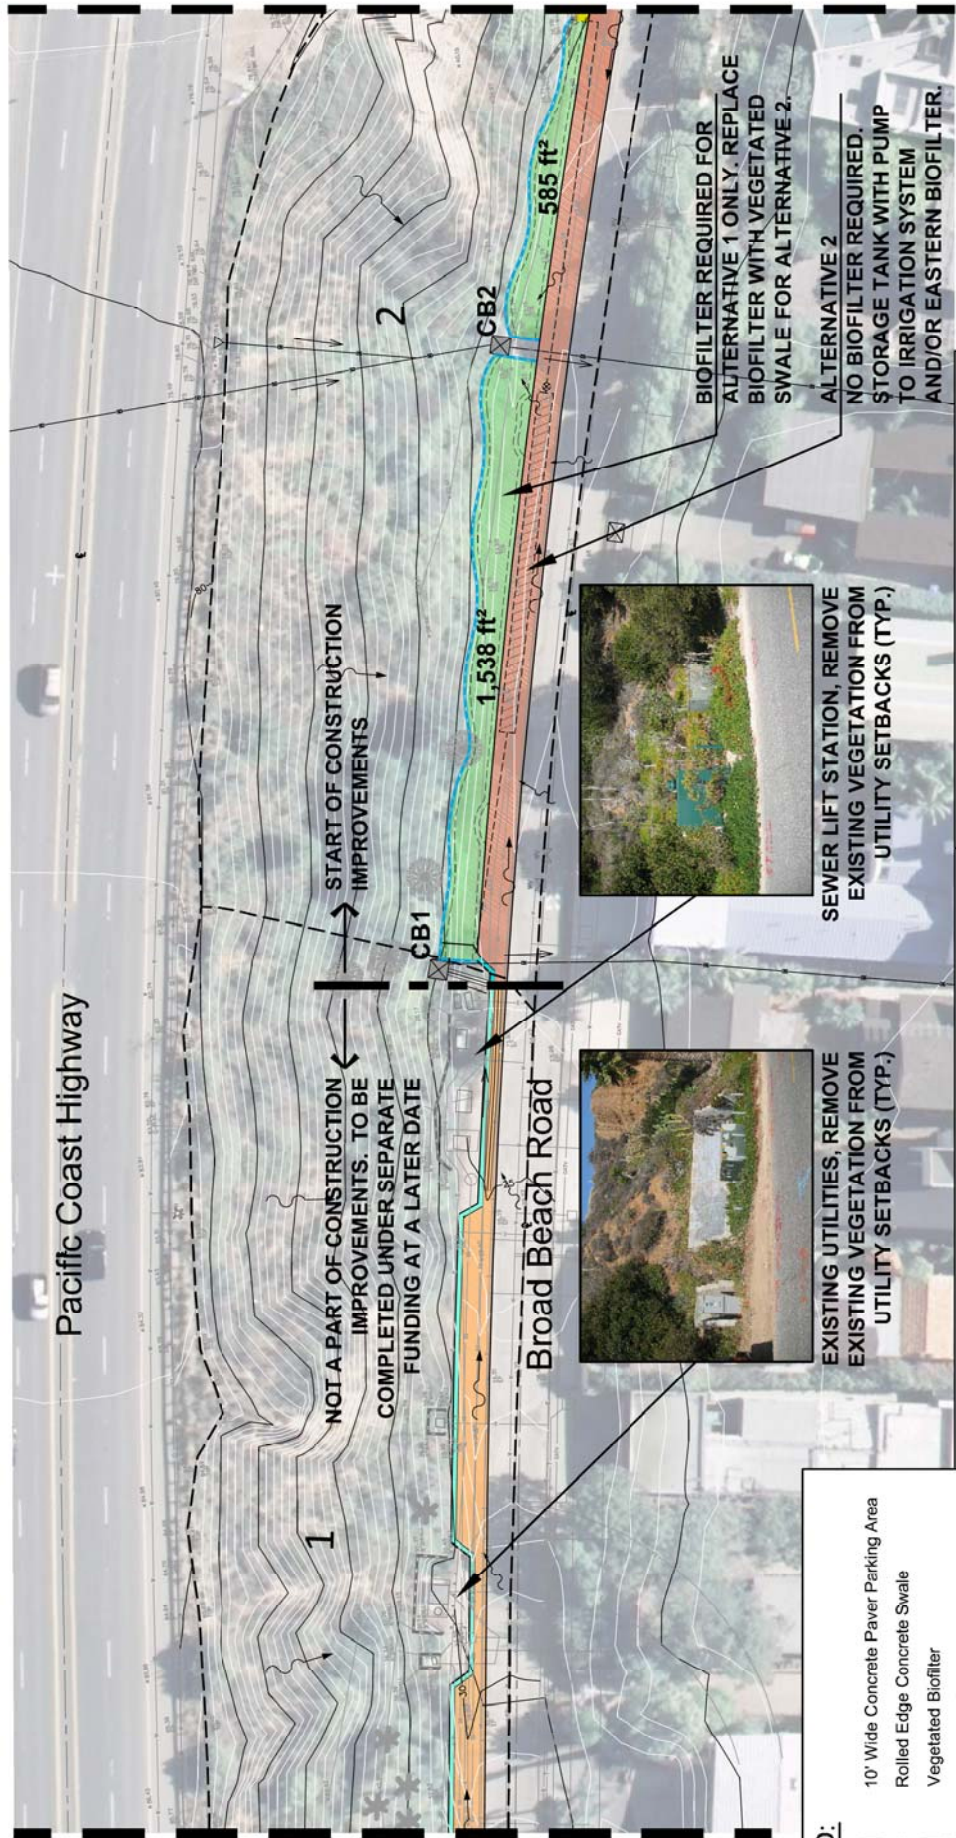 Pacific Coast Highway
START OF CONSTRUCTION
IMPROVEMENTS
NOT A PART OF CONSTRUCTION
IMPROVEMENTS. TO BE
COMPLETED UNDER SEPARATE
FUNDING AT A LATER DATE
1
2
80
30
CB1
CB2
1,538 ft²
585 ft²
Broad Beach Road
BIOFILTER REQUIRED FOR
ALTERNATIVE 1 ONLY. REPLACE
BIOFILTER WITH VEGETATED
SWALE FOR ALTERNATIVE 2.
ALTERNATIVE 2
NO BIOFILTER REQUIRED.
STORAGE TANK WITH PUMP
TO IRRIGATION SYSTEM
AND/OR EASTERN BIOFILTER.
EXISTING UTILITIES, REMOVE
EXISTING VEGETATION FROM
UTILITY SETBACKS (TYP.)
SEWER LIFT STATION, REMOVE
EXISTING VEGETATION FROM
UTILITY SETBACKS (TYP.)
10' Wide Concrete Paver Parking Area
Rolled Edge Concrete Swale
Vegetated Biofilter